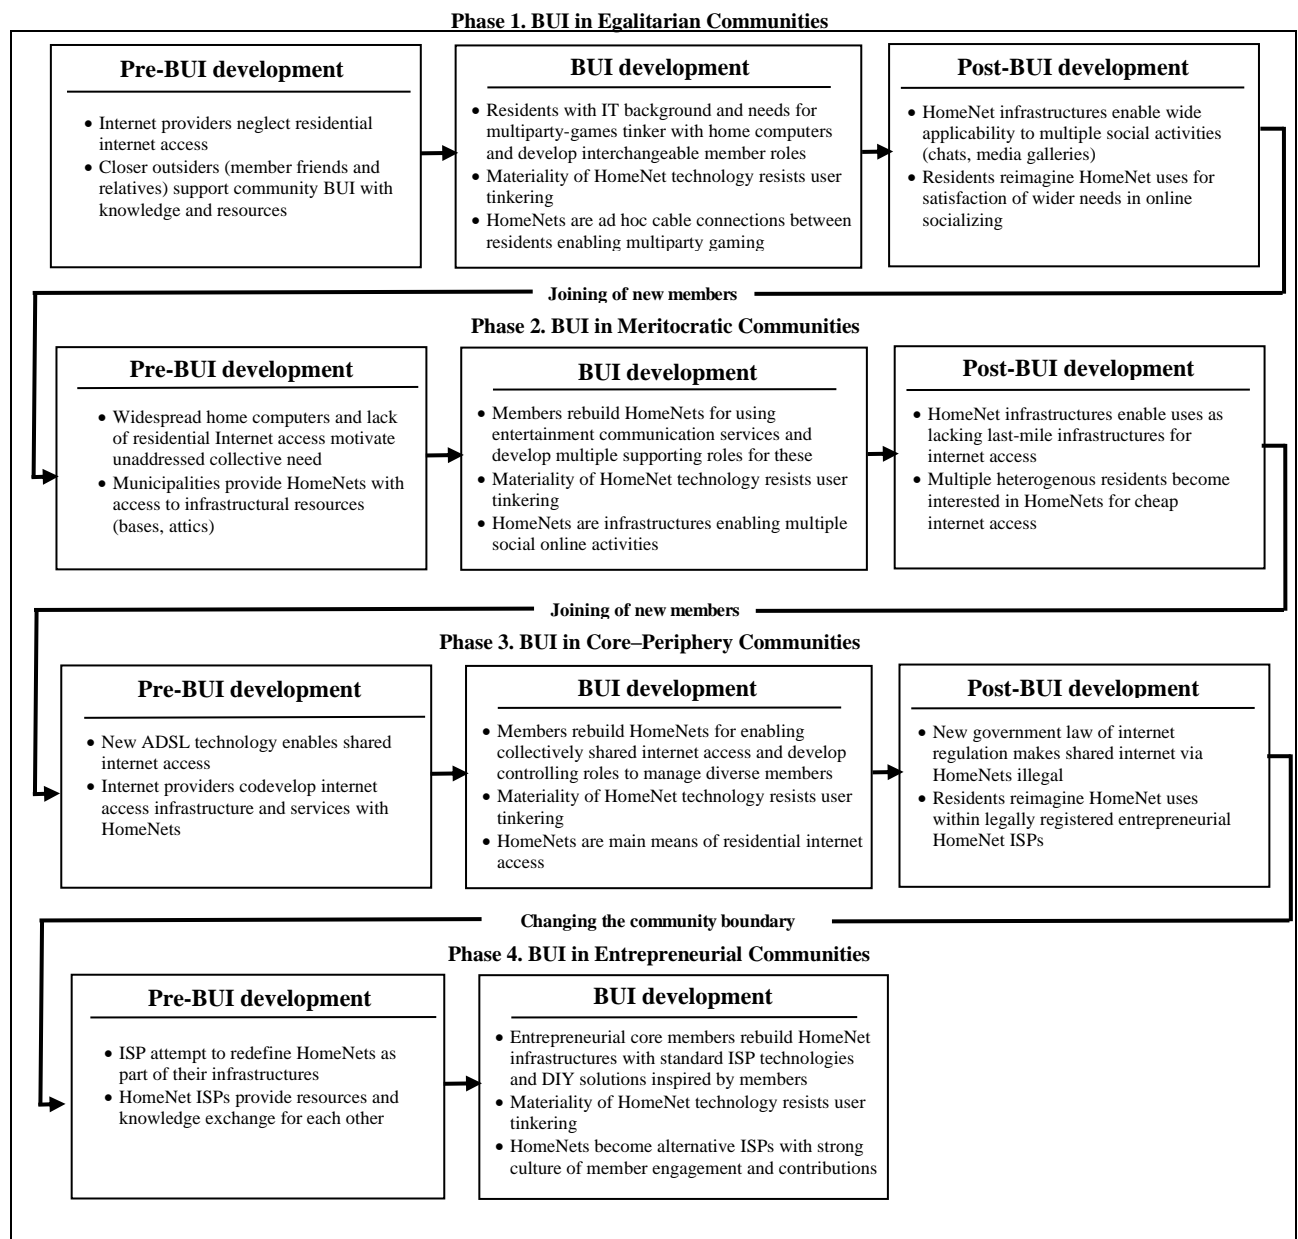 Phase 1. BUI in Egalitarian Communities
Pre-BUI development
• Internet providers neglect residential
internet access
• Closer outsiders (member friends and
relatives) support community BUI with
knowledge and resources
BUI development
• Residents with IT background and needs for
multiparty-games tinker with home computers
and develop interchangeable member roles
• Materiality of HomeNet technology resists user
tinkering
• HomeNets are ad hoc cable connections between
residents enabling multiparty gaming
Post-BUI development
• HomeNet infrastructures enable wide
applicability to multiple social activities
(chats, media galleries)
• Residents reimagine HomeNet uses for
satisfaction of wider needs in online
socializing
Joining of new members
Phase 2. BUI in Meritocratic Communities
Pre-BUI development
• Widespread home computers and lack
of residential Internet access motivate
unaddressed collective need
• Municipalities provide HomeNets with
access to infrastructural resources
(bases, attics)
BUI development
• Members rebuild HomeNets for using
entertainment communication services and
develop multiple supporting roles for these
• Materiality of HomeNet technology resists user
tinkering
• HomeNets are infrastructures enabling multiple
social online activities
Post-BUI development
• HomeNet infrastructures enable uses as
lacking last-mile infrastructures for
internet access
• Multiple heterogenous residents become
interested in HomeNets for cheap
internet access
Joining of new members
Phase 3. BUI in Core–Periphery Communities
Pre-BUI development
• New ADSL technology enables shared
internet access
• Internet providers codevelop internet
access infrastructure and services with
HomeNets
BUI development
• Members rebuild HomeNets for enabling
collectively shared internet access and develop
controlling roles to manage diverse members
• Materiality of HomeNet technology resists user
tinkering
• HomeNets are main means of residential internet
access
Post-BUI development
• New government law of internet
regulation makes shared internet via
HomeNets illegal
• Residents reimagine HomeNet uses
within legally registered entrepreneurial
HomeNet ISPs
Changing the community boundary
Phase 4. BUI in Entrepreneurial Communities
Pre-BUI development
• ISP attempt to redefine HomeNets as
part of their infrastructures
• HomeNet ISPs provide resources and
knowledge exchange for each other
BUI development
• Entrepreneurial core members rebuild HomeNet
infrastructures with standard ISP technologies
and DIY solutions inspired by members
• Materiality of HomeNet technology resists user
tinkering
• HomeNets become alternative ISPs with strong
culture of member engagement and contributions